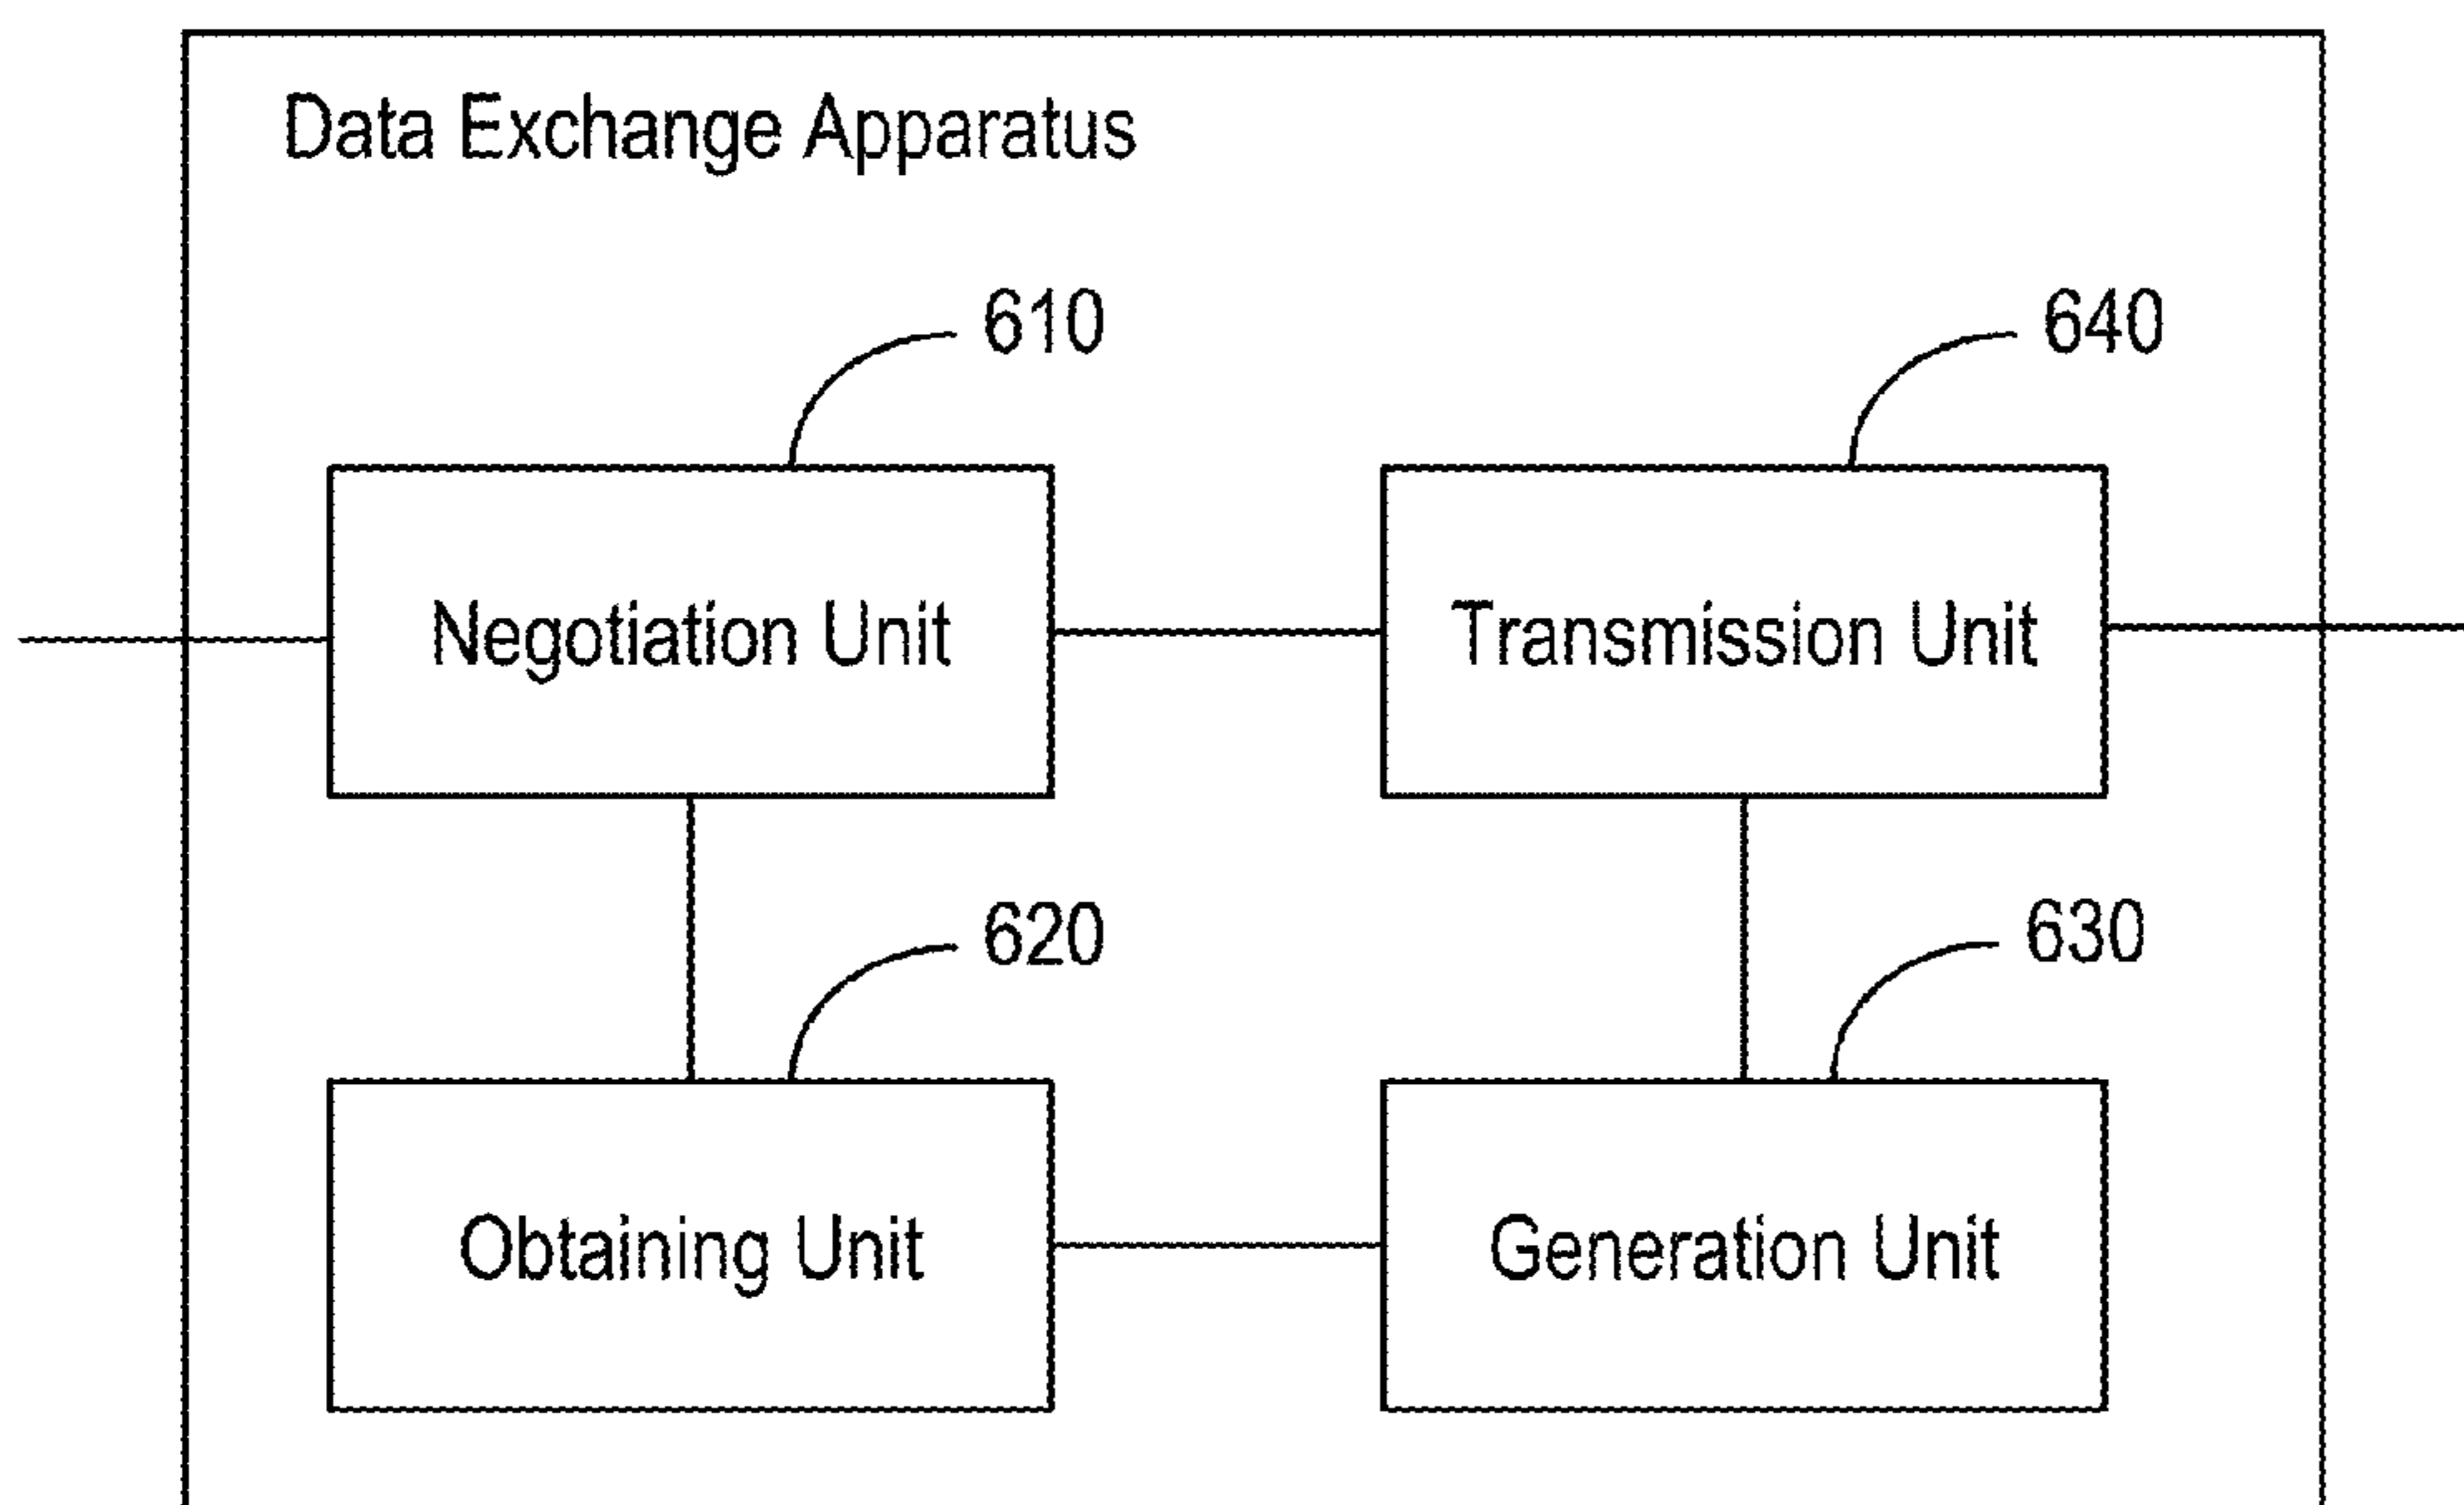 Data Exchange Apparatus
610
640
Negotiation Unit
Transmission Unit
620
630
Obtaining Unit
Generation Unit